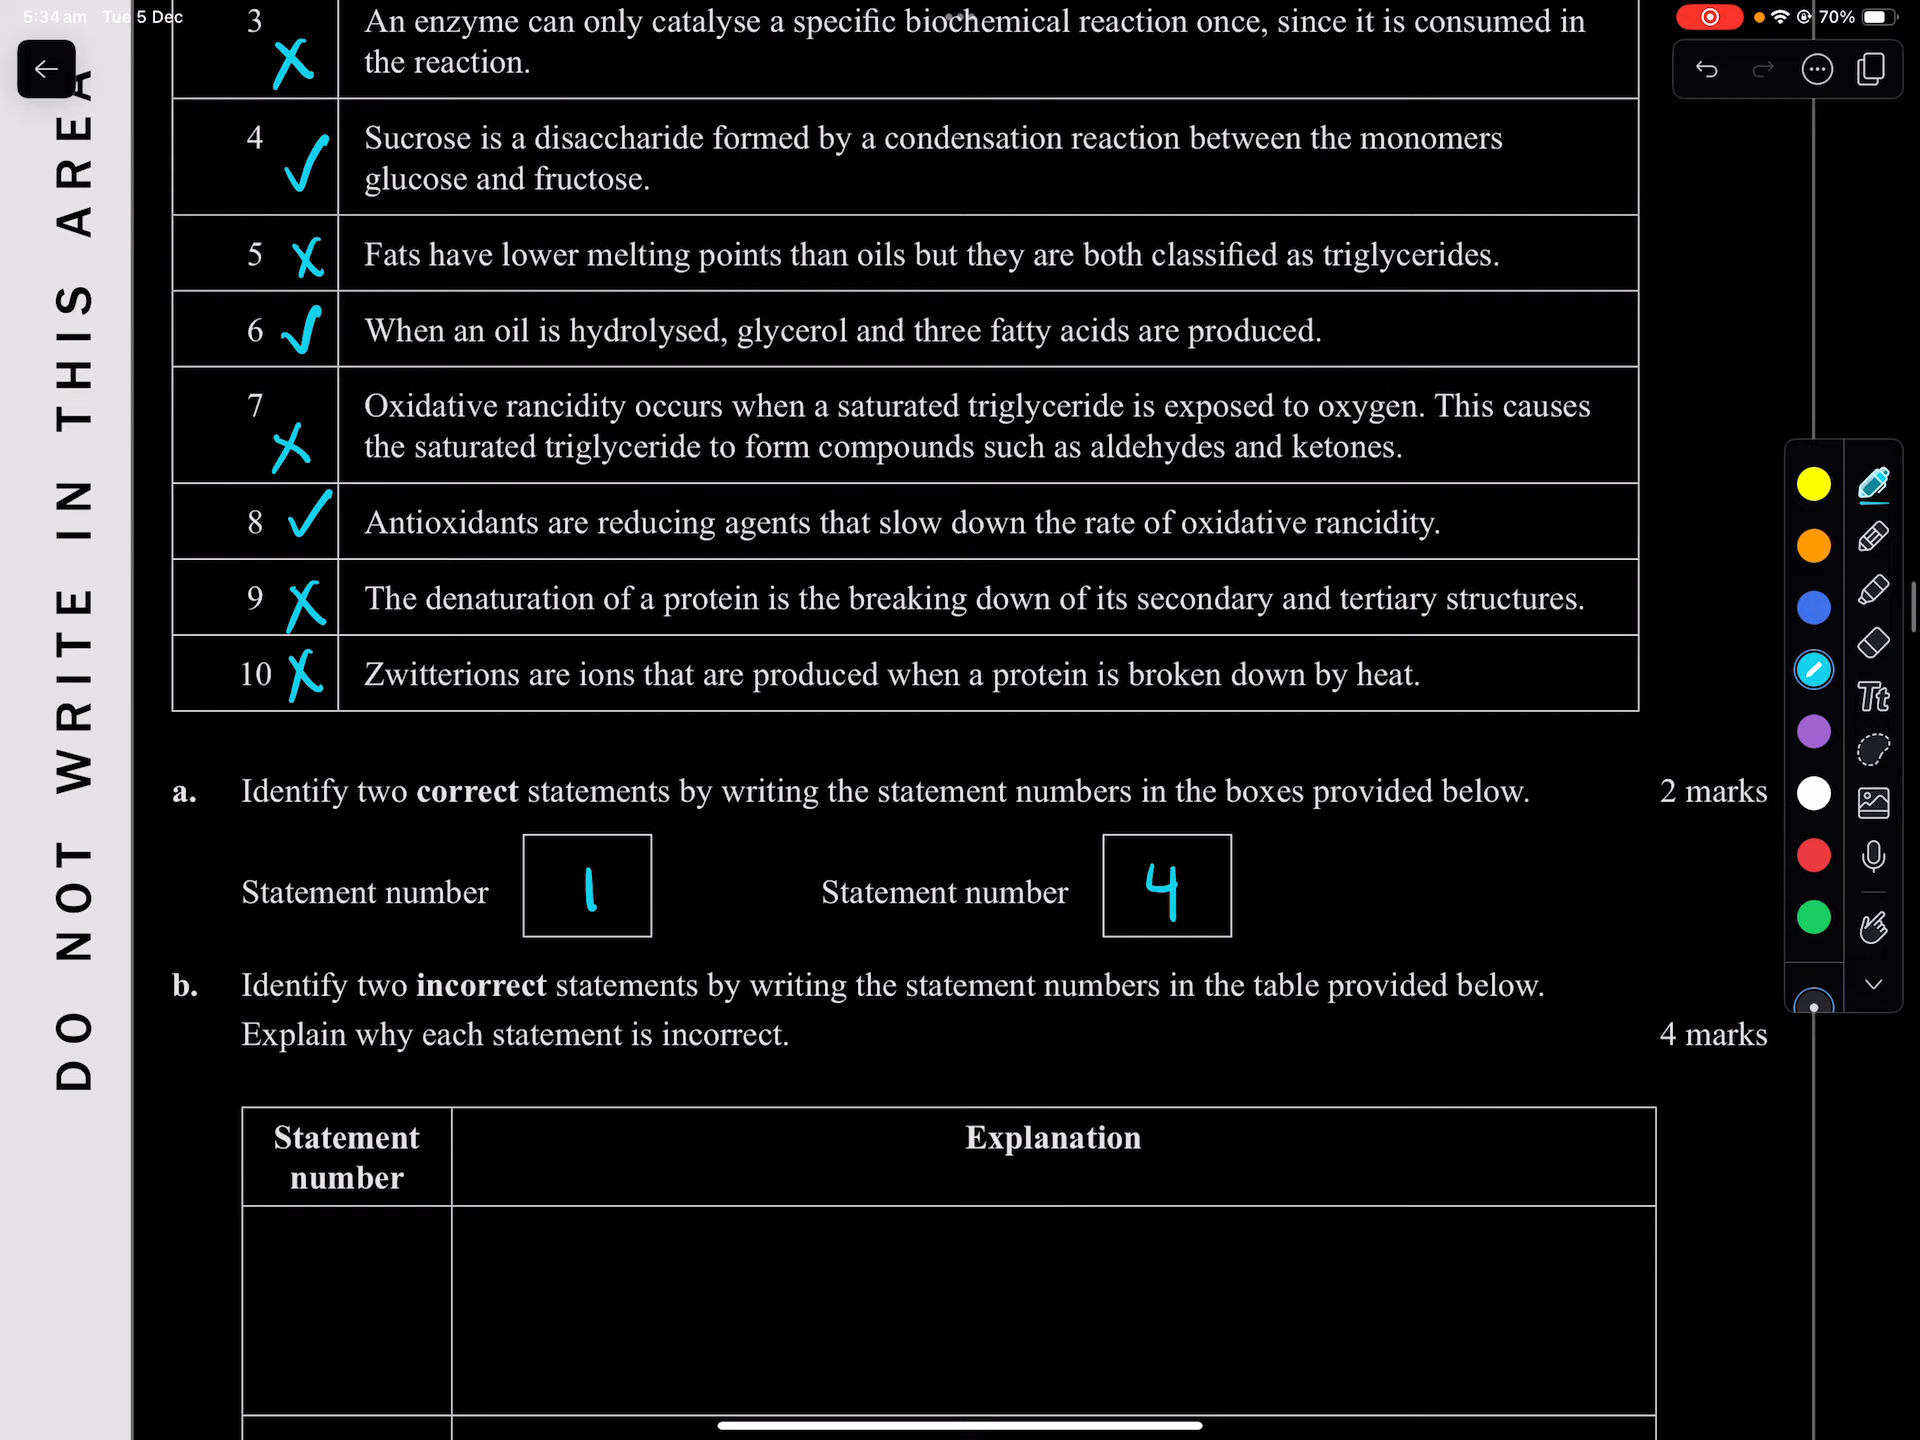 5:34 am Tue 5 Dec
70%
DO NOT WRITE IN THIS AREA
3 An enzyme can only catalyse a specific biochemical reaction once, since it is consumed in
the reaction.
4 Sucrose is a disaccharide formed by a condensation reaction between the monomers
glucose and fructose.
5 Fats have lower melting points than oils but they are both classified as triglycerides.
6 When an oil is hydrolysed, glycerol and three fatty acids are produced.
7 Oxidative rancidity occurs when a saturated triglyceride is exposed to oxygen. This causes
the saturated triglyceride to form compounds such as aldehydes and ketones.
8 Antioxidants are reducing agents that slow down the rate of oxidative rancidity.
9 The denaturation of a protein is the breaking down of its secondary and tertiary structures.
10 Zwitterions are ions that are produced when a protein is broken down by heat.
a. Identify two correct statements by writing the statement numbers in the boxes provided below. 2 marks
Statement number 1 Statement number 4
b. Identify two incorrect statements by writing the statement numbers in the table provided below.
Explain why each statement is incorrect. 4 marks
Statement Explanation
number
Tt